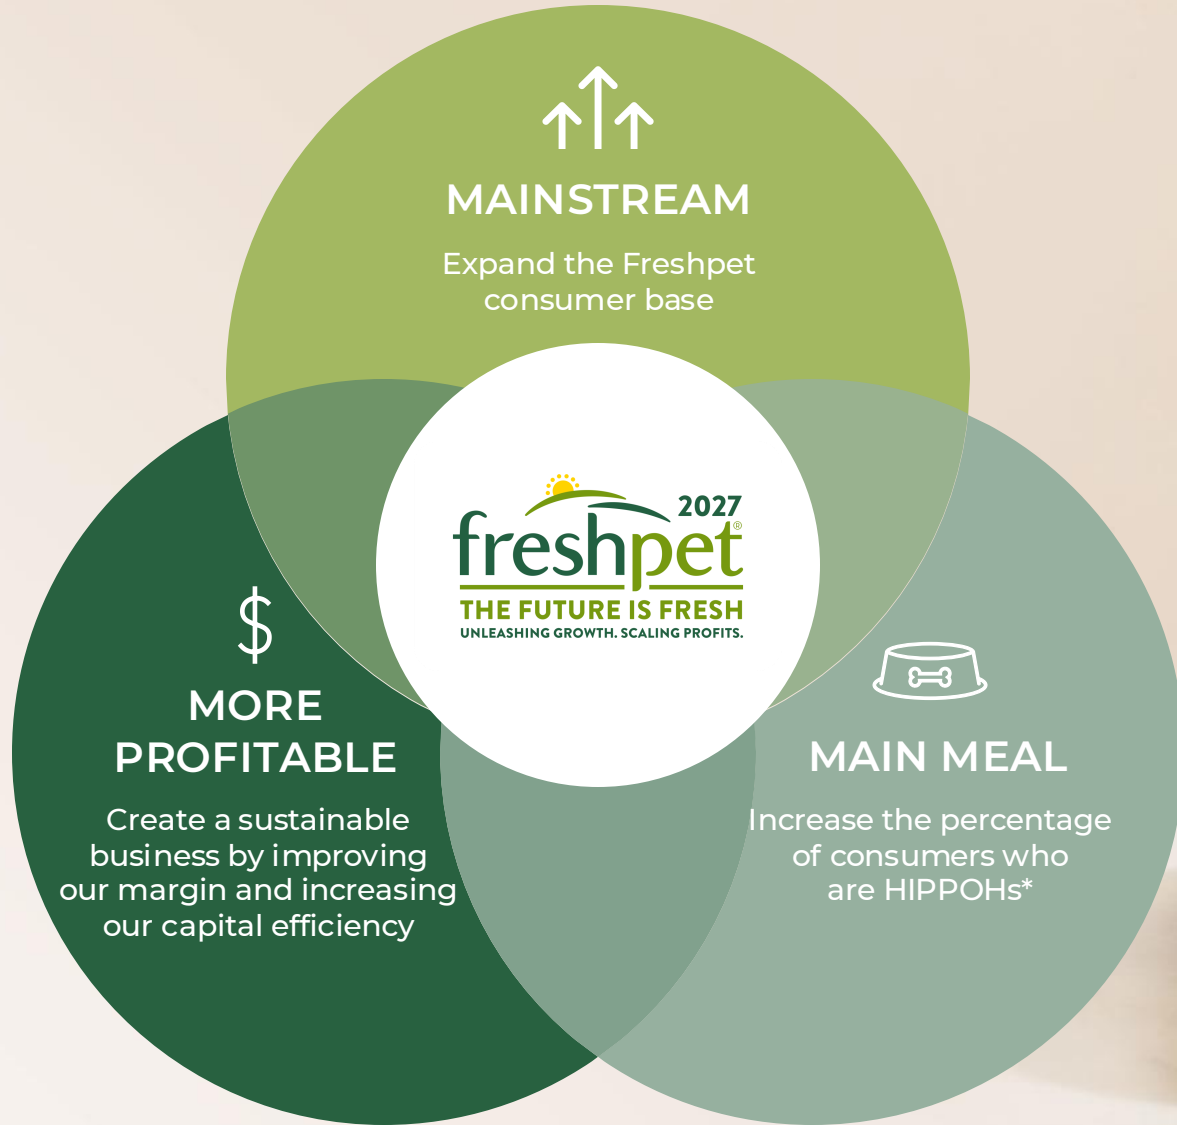 MAINSTREAM
Expand the Freshpet
consumer base
2027
freshpet®
THE FUTURE IS FRESH
UNLEASHING GROWTH. SCALING PROFITS.
$
MORE
PROFITABLE
Create a sustainable
business by improving
our margin and increasing
our capital efficiency
MAIN MEAL
Increase the percentage
of consumers who
are HIPPOHs*